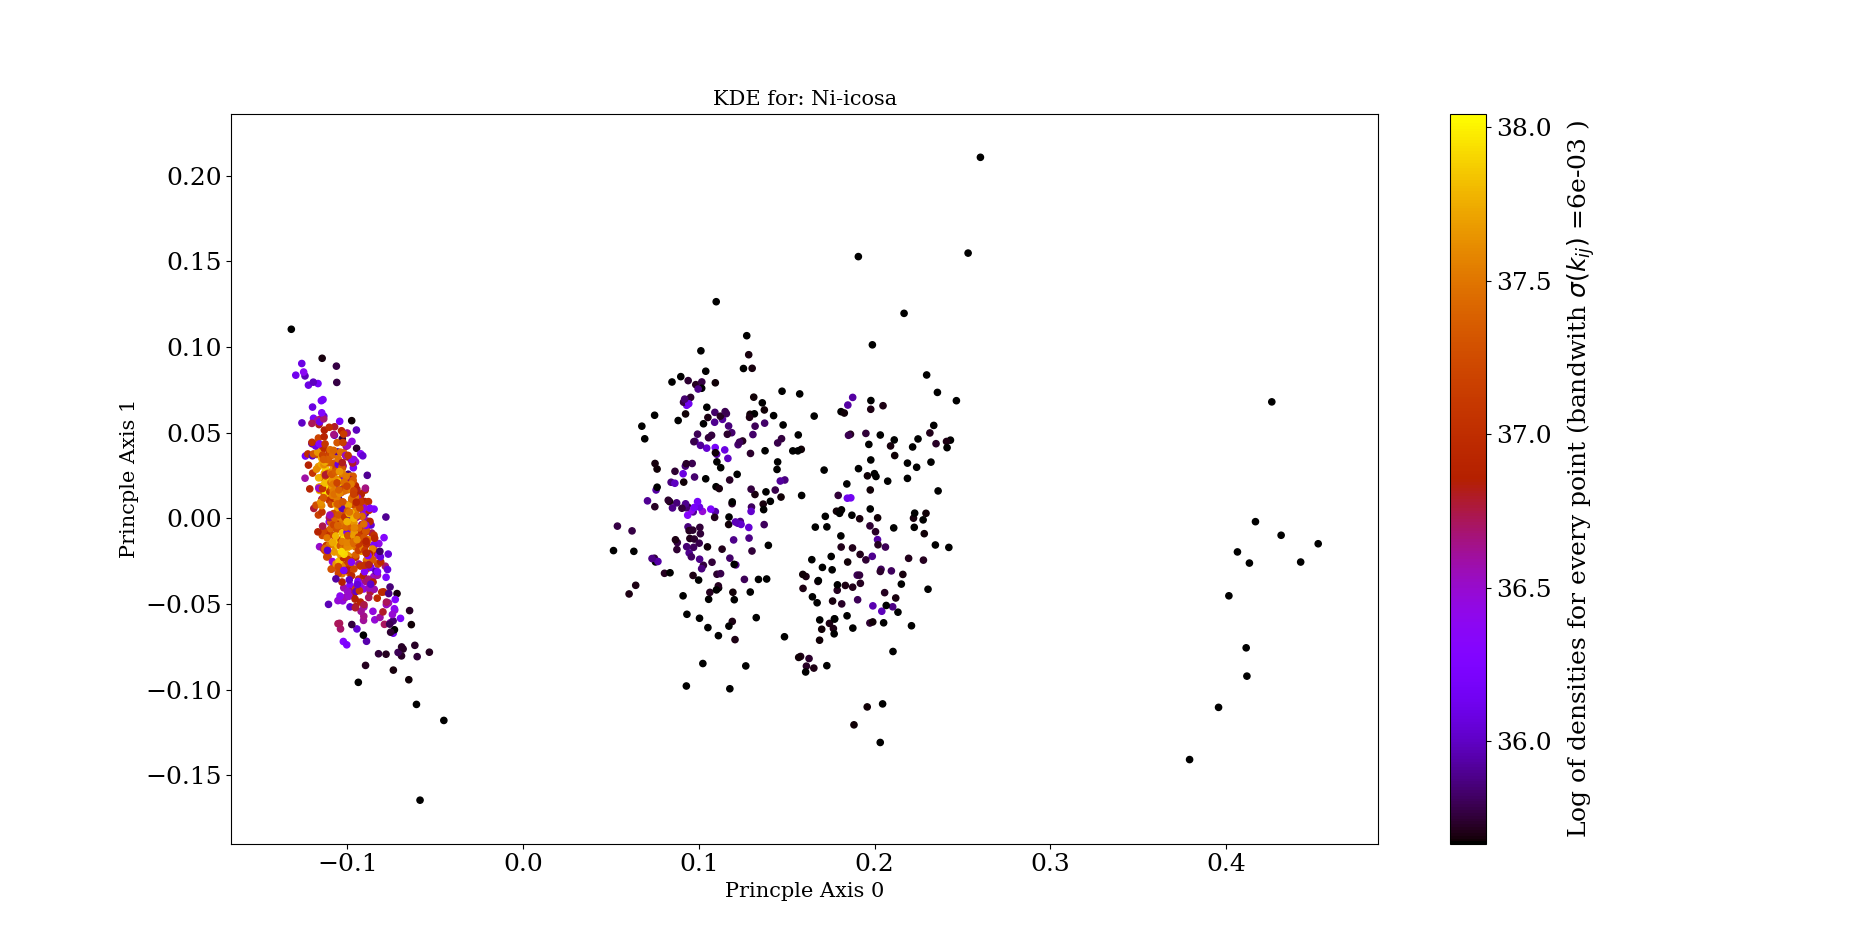 KDE for: Ni-icosa
0.20
0.15
0.10
0.05
0.00
−0.05
−0.10
−0.15
Princple Axis 1
−0.1 0.0 0.1 0.2 0.3 0.4
Princple Axis 0
38.0
37.5
37.0
36.5
36.0
Log of densities for every point (bandwith σ(k_ij) =6e-03 )